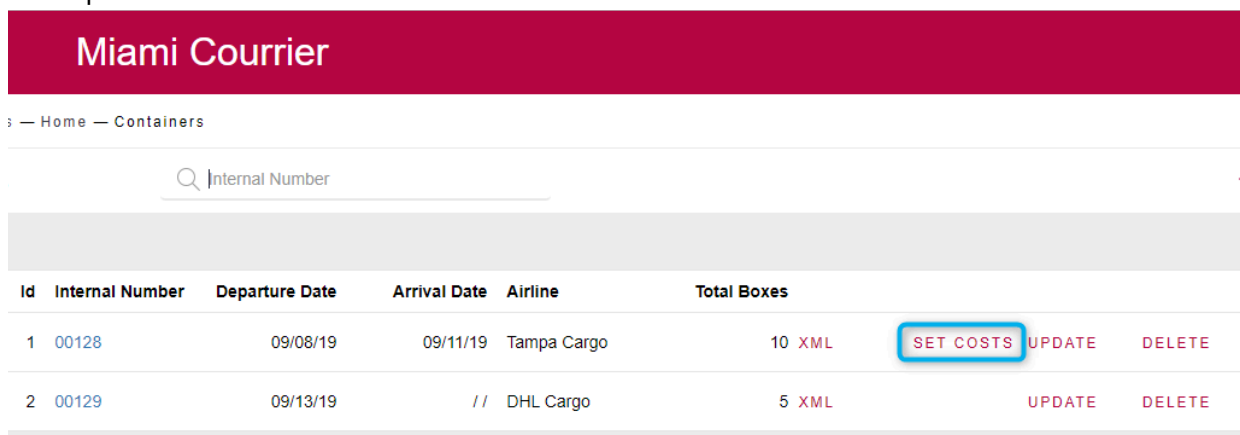 Miami Courrier
s — Home — Containers
Internal Number
Id Internal Number Departure Date Arrival Date Airline Total Boxes
1 00128 09/08/19 09/11/19 Tampa Cargo 10 XML SET COSTS UPDATE DELETE
2 00129 09/13/19 / / DHL Cargo 5 XML UPDATE DELETE